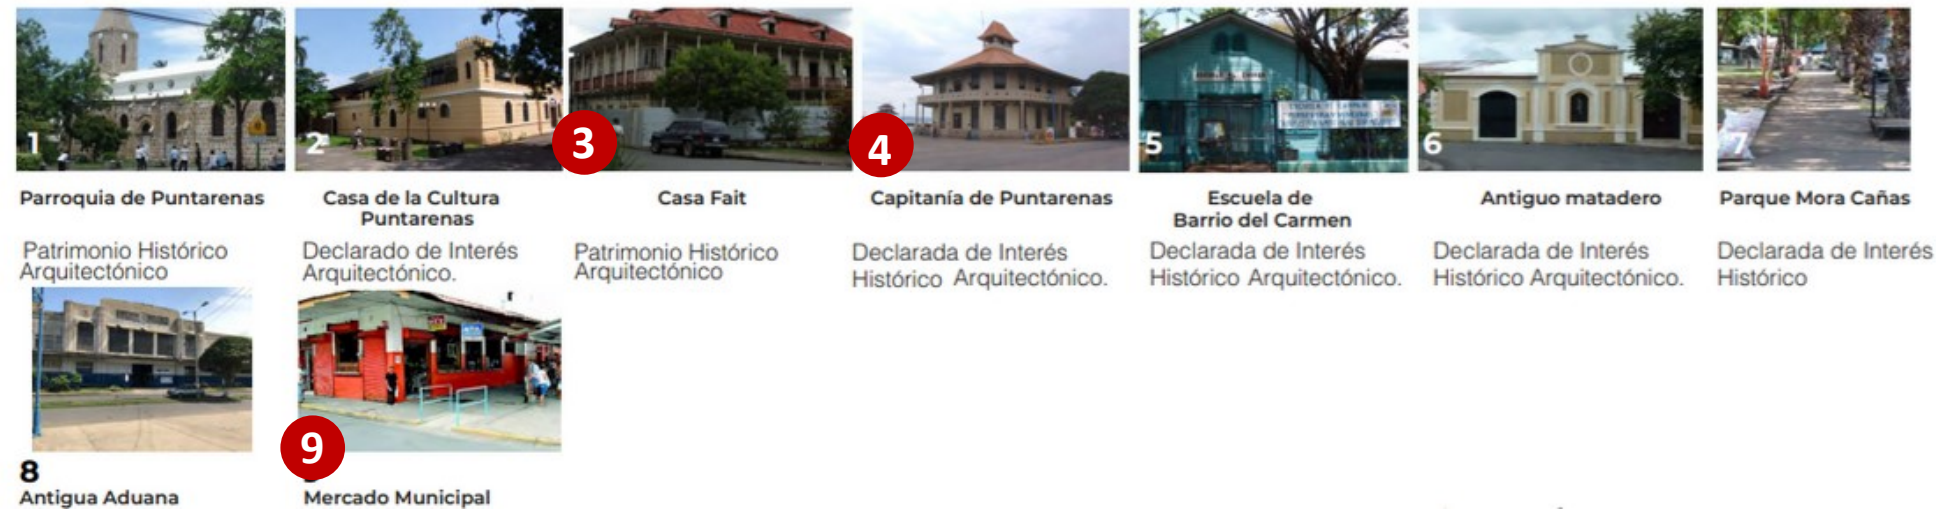 1
2
3
4
5
6
7
Parroquia de Puntarenas
Patrimonio Histórico
Arquitectónico
Casa de la Cultura
Puntarenas
Declarado de Interés
Arquitectónico.
Casa Fait
Patrimonio Histórico
Arquitectónico
Capitanía de Puntarenas
Declarada de Interés
Histórico Arquitectónico.
Escuela de
Barrio del Carmen
Declarada de Interés
Histórico Arquitectónico.
Antiguo matadero
Declarada de Interés
Histórico Arquitectónico.
Parque Mora Cañas
Declarada de Interés
Histórico
8
Antigua Aduana
9
Mercado Municipal